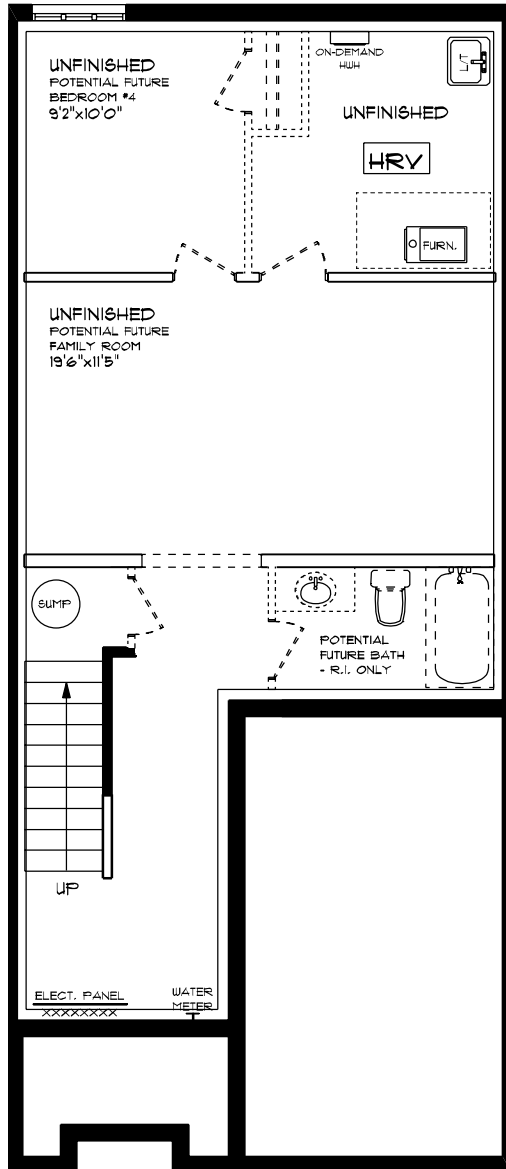 UNFINISHED
POTENTIAL FUTURE
BEDROOM #4
9'2"x10'0"
ON-DEMAND
HWH
L/T
UNFINISHED
HRV
FURN.
UNFINISHED
POTENTIAL FUTURE
FAMILY ROOM
19'6"x11'5"
SUMP
POTENTIAL
FUTURE BATH
- R.I. ONLY
UP
ELECT. PANEL
WATER
METER